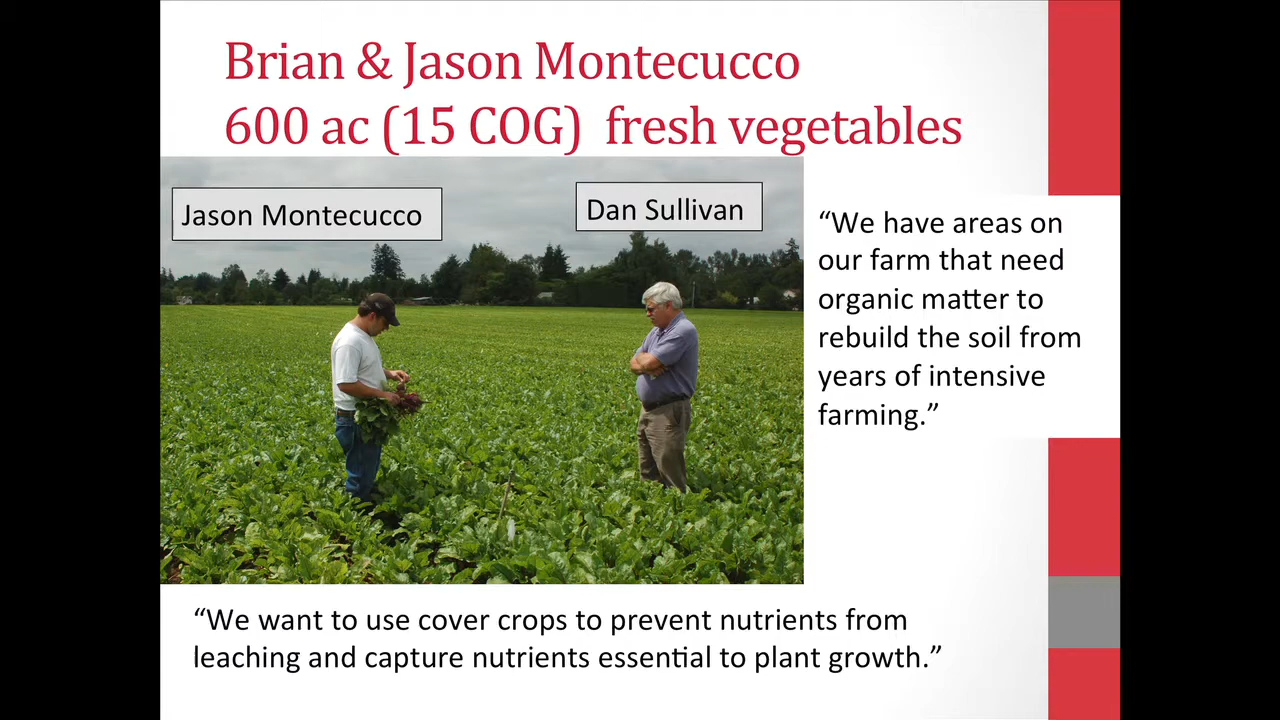 Brian & Jason Montecucco
600 ac (15 COG) fresh vegetables
Jason Montecucco
Dan Sullivan
“We have areas on
our farm that need
organic matter to
rebuild the soil from
years of intensive
farming.”
“We want to use cover crops to prevent nutrients from
leaching and capture nutrients essential to plant growth.”